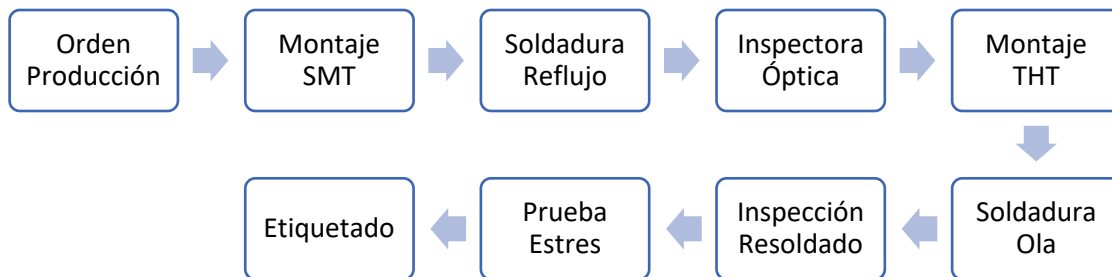 Orden
Producción
Montaje
SMT
Soldadura
Reflujo
Inspectora
Óptica
Montaje
THT
Soldadura
Ola
Inspección
Resoldado
Prueba
Estres
Etiquetado